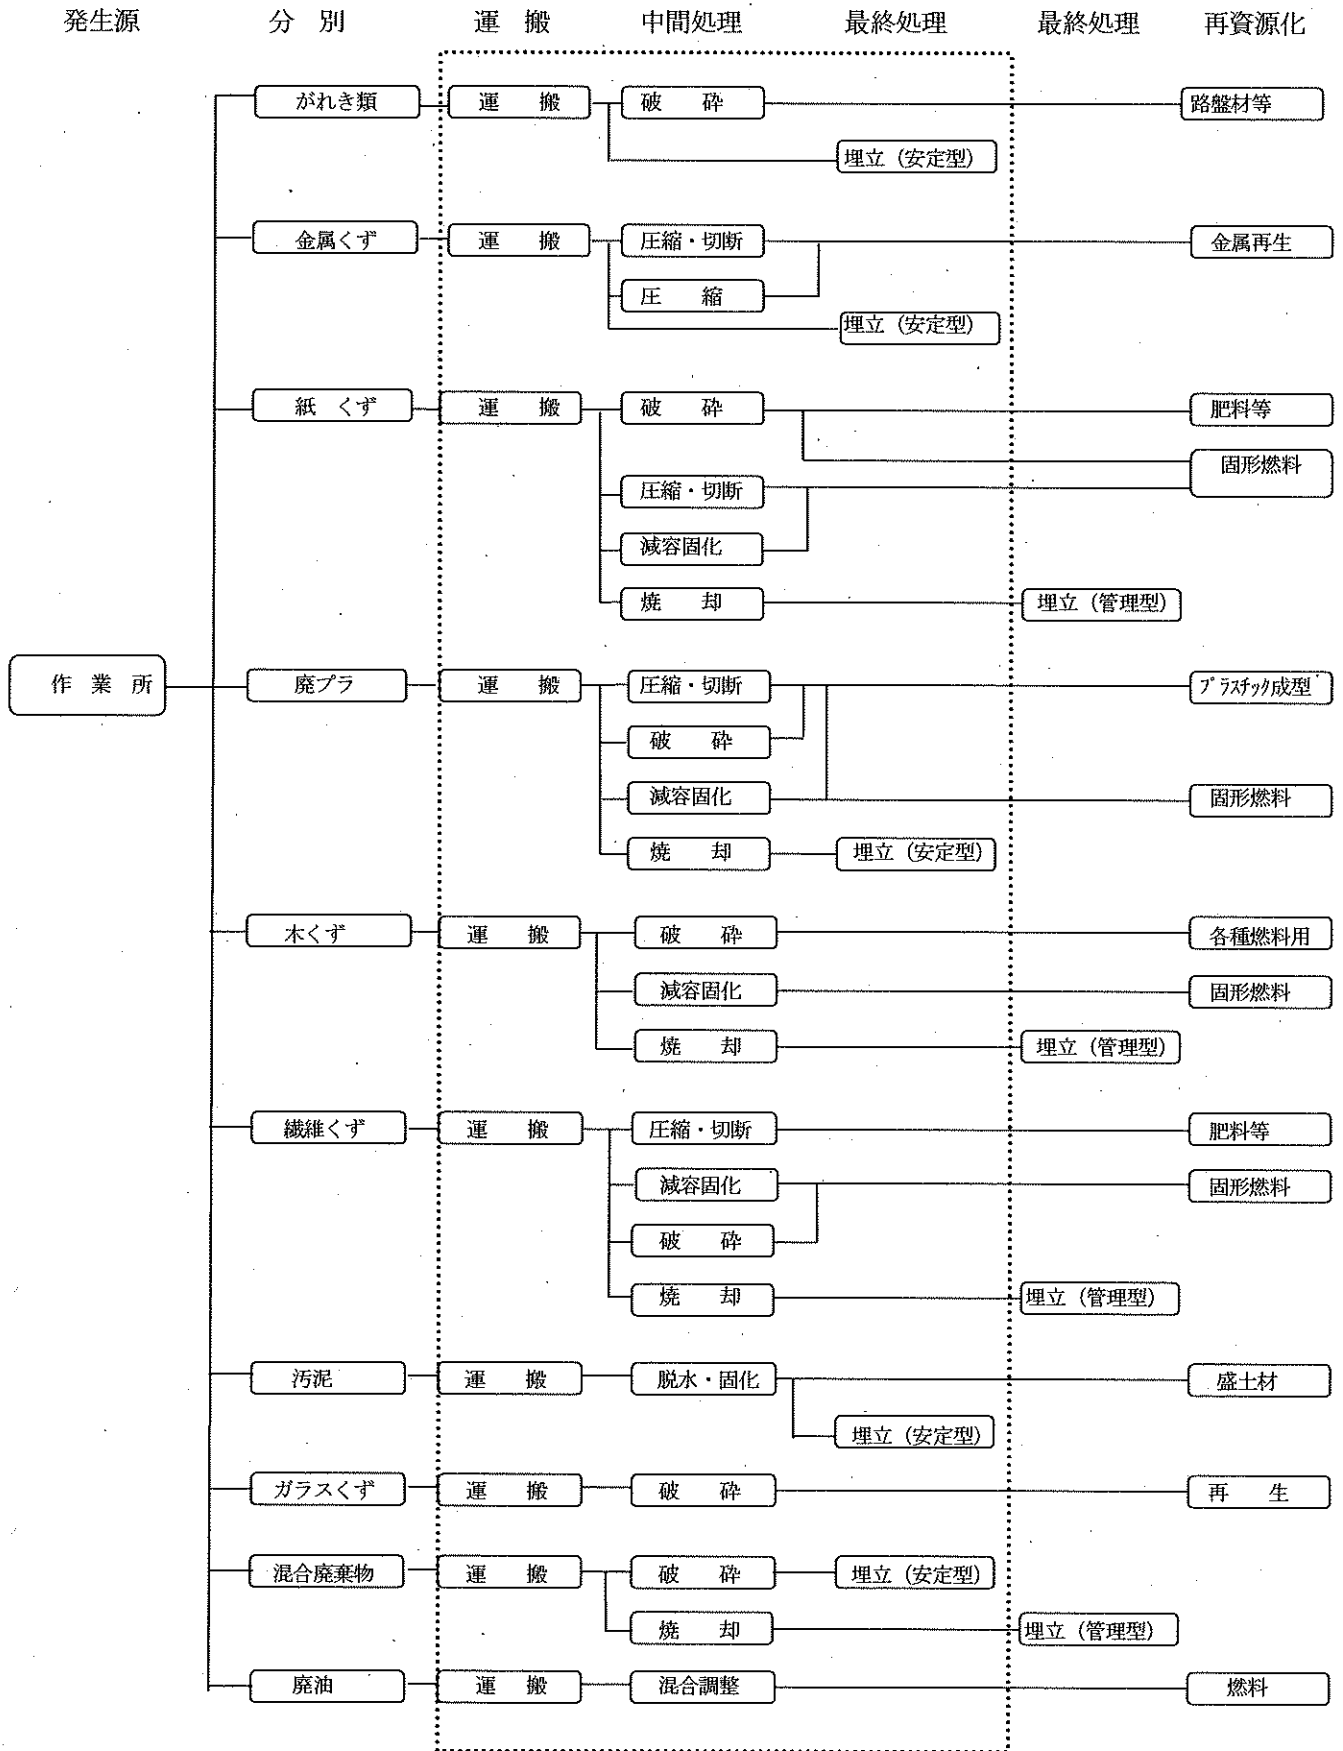 発生源　分　別　運　搬　中間処理　最終処理　最終処理　再資源化
がれき類　運　搬　破　砕　路盤材等
埋立（安定型）
金属くず　運　搬　圧縮・切断　金属再生
圧　縮
埋立（安定型）
紙　くず　運　搬　破　砕　肥料等
固形燃料
圧縮・切断
減容固化
焼　却　埋立（管理型）
作　業　所　廃プラ　運　搬　圧縮・切断　ﾌﾟﾗｽﾁｯｸ成型
破　砕
減容固化　固形燃料
焼　却　埋立（安定型）
木くず　運　搬　破　砕　各種燃料用
減容固化　固形燃料
焼　却　埋立（管理型）
繊維くず　運　搬　圧縮・切断　肥料等
減容固化　固形燃料
破　砕
焼　却　埋立（管理型）
汚泥　運　搬　脱水・固化　盛土材
埋立（安定型）
ガラスくず　運　搬　破　砕　再　生
混合廃棄物　運　搬　破　砕　埋立（安定型）
焼　却　埋立（管理型）
廃油　運　搬　混合調整　燃料